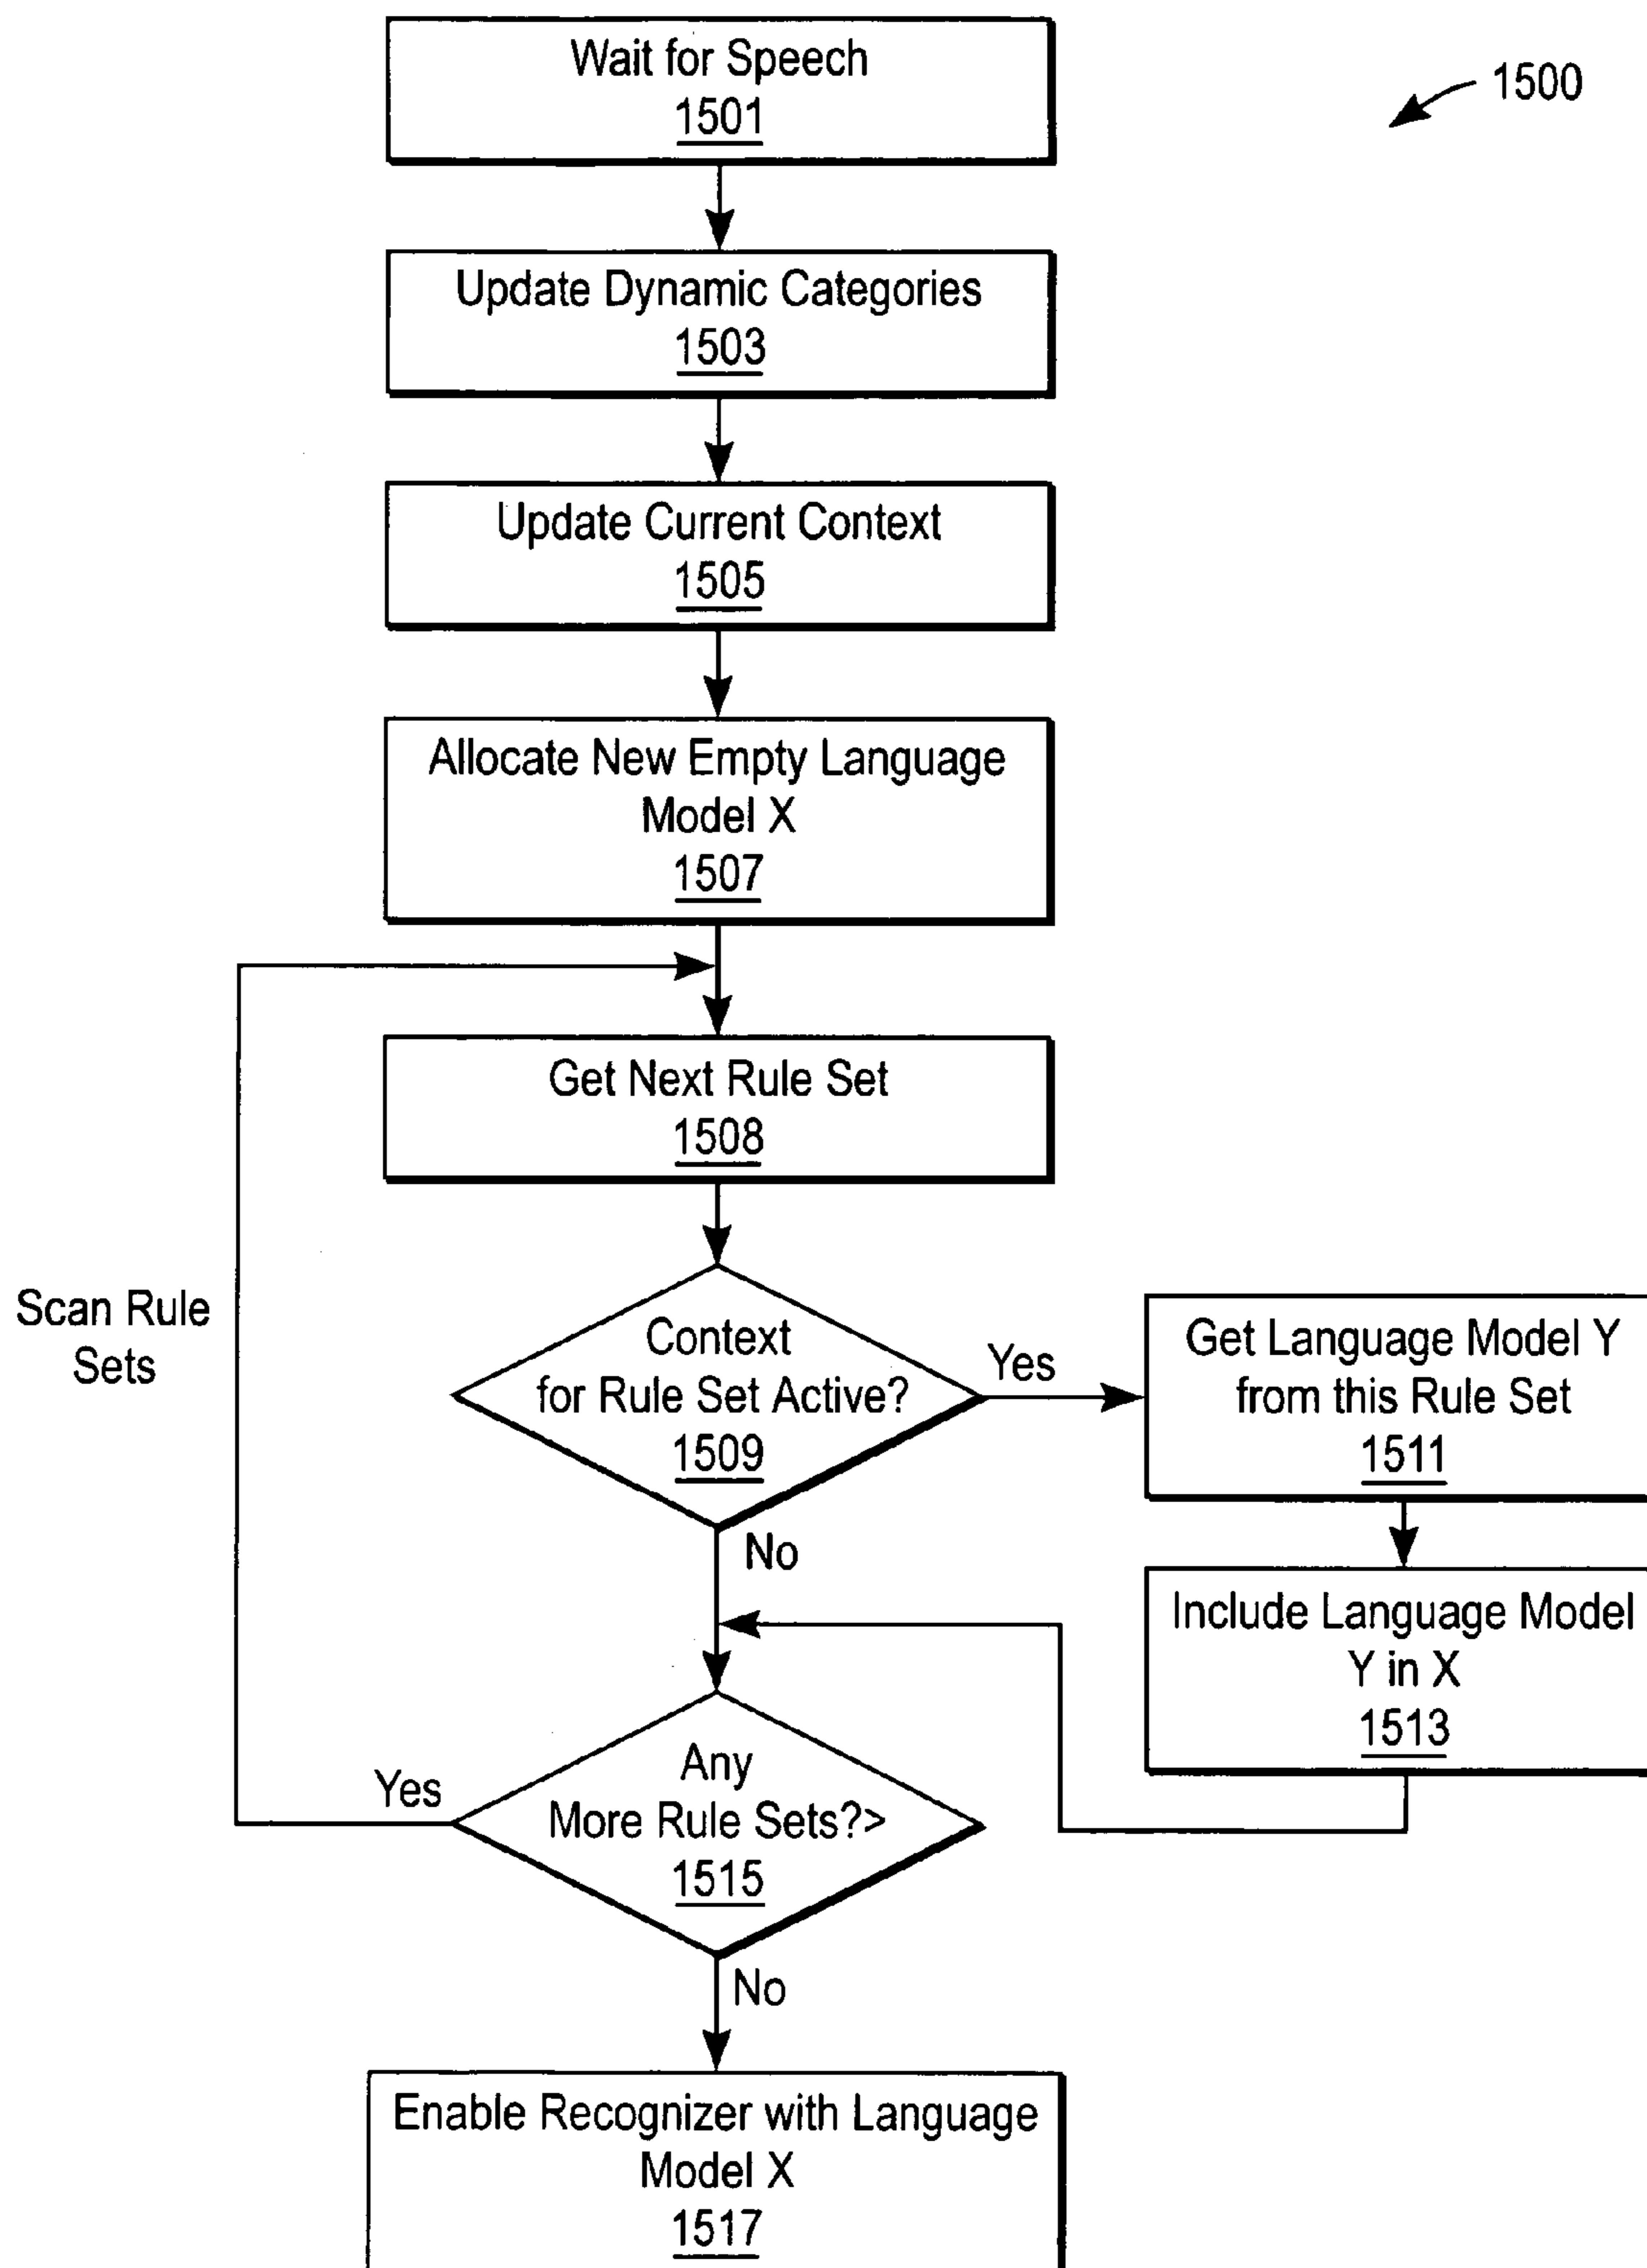 Wait for Speech
1501
1500
Update Dynamic Categories
1503
Update Current Context
1505
Allocate New Empty Language
Model X
1507
Get Next Rule Set
1508
Scan Rule
Sets
Context
for Rule Set Active?
1509
Yes
Get Language Model Y
from this Rule Set
1511
No
Include Language Model
Y in X
1513
Any
More Rule Sets?>
1515
Yes
No
Enable Recognizer with Language
Model X
1517